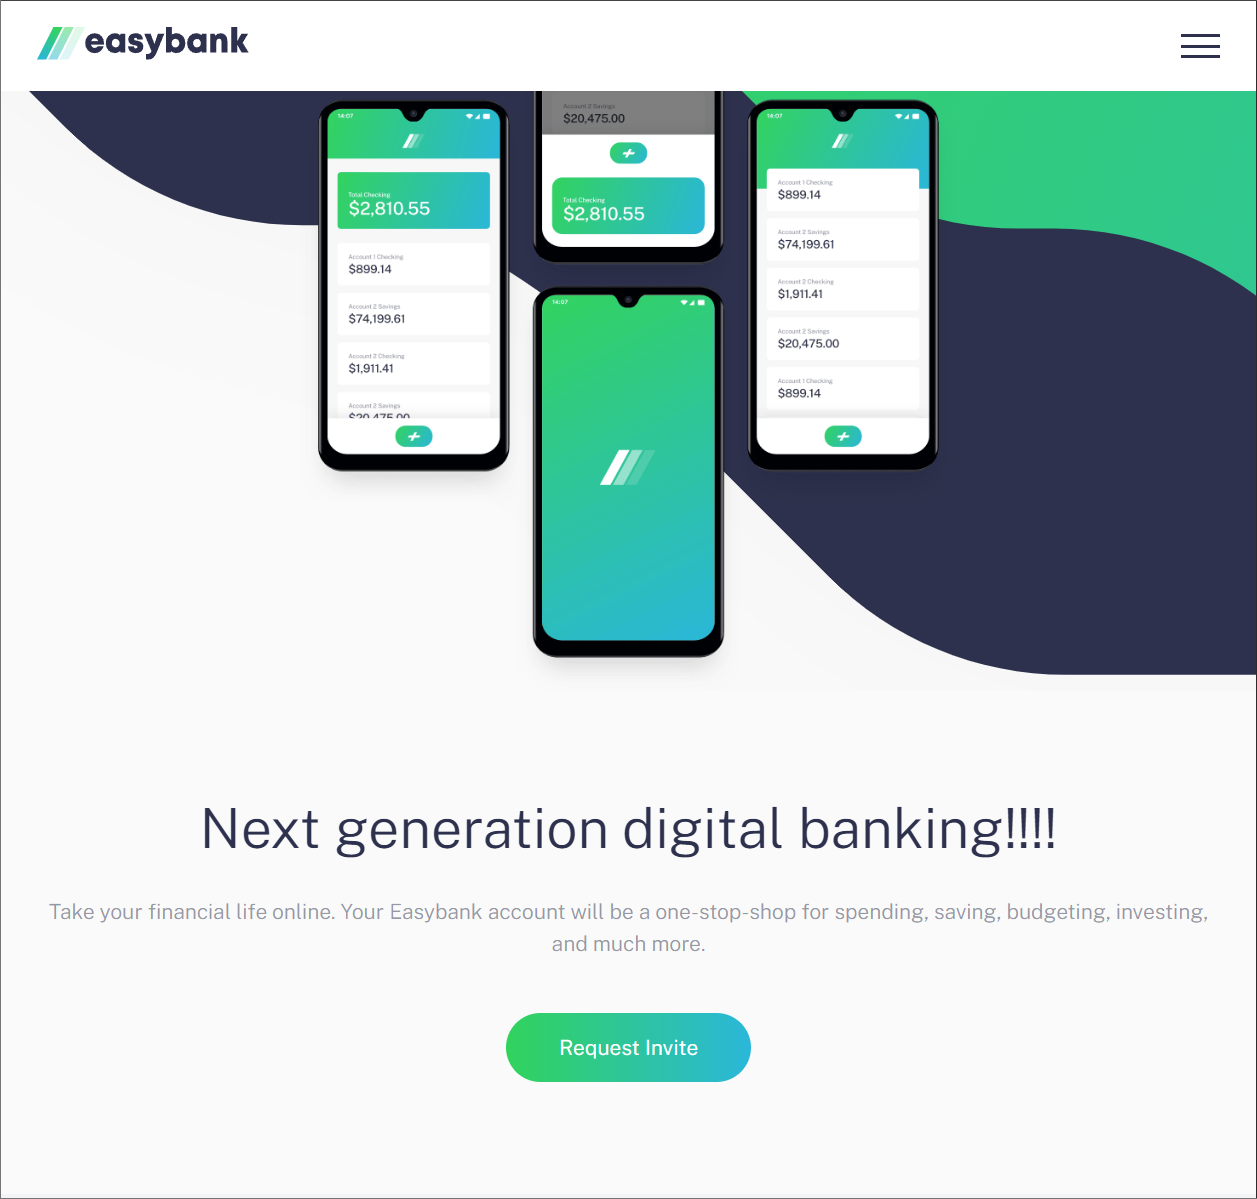 easybank
14:07
Total Checking
$2,810.55
Account 1 Checking
$899.14
Account 2 Savings
$74,199.61
Account 2 Checking
$1,911.41
Account 2 Savings
$20,475.00
Account 2 Savings
$20,475.00
Total Checking
$2,810.55
14:07
14:07
Account 1 Checking
$899.14
Account 2 Savings
$74,199.61
Account 2 Checking
$1,911.41
Account 2 Savings
$20,475.00
Account 1 Checking
$899.14
Next generation digital banking!!!!
Take your financial life online. Your Easybank account will be a one-stop-shop for spending, saving, budgeting, investing,
and much more.
Request Invite